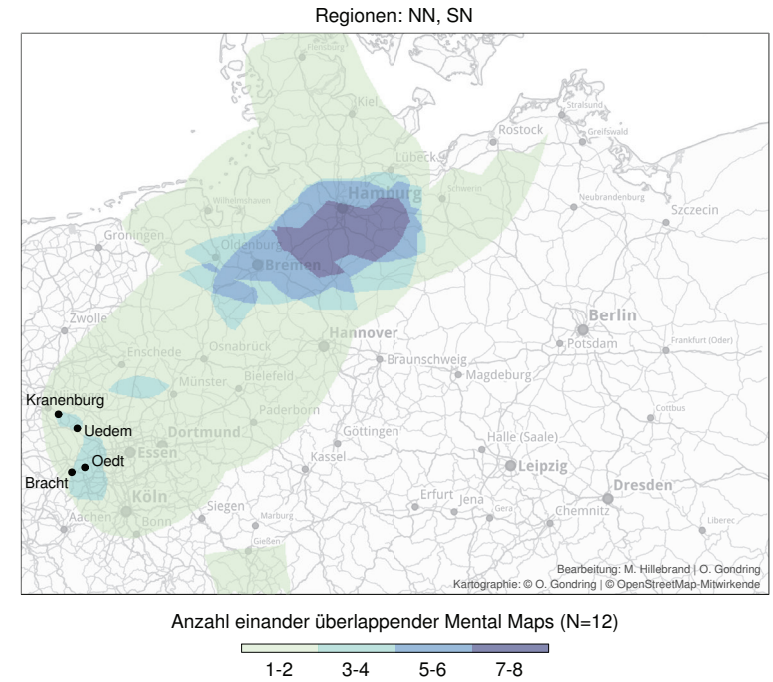 Regionen: NN, SN
Flensburg
Kiel
Stralsund
Rostock
Greifswald
Lübeck
Hamburg
Schwerin
Wilhelmshaven
Neubrandenburg
Szczecin
Groningen
Oldenburg
Bremen
Zwolle
Berlin
Hannover
Potsdam
Frankfurt (Oder)
Enschede
Osnabrück
Braunschweig
Münster
Bielefeld
Magdeburg
Kranenburg
Paderborn
Cottbus
Uedem
Dortmund
Göttingen
Halle (Saale)
Essen
Oedt
Kassel
Leipzig
Bracht
Köln
Dresden
Erfurt
Jena
Siegen
Gera
Chemnitz
Aachen
Bonn
Marburg
Liberec
Gießen
Bearbeitung: M. Hillebrand | O. Gondring
Kartographie: © O. Gondring | © OpenStreetMap-Mitwirkende
Anzahl einander überlappender Mental Maps (N=12)
1-2 3-4 5-6 7-8